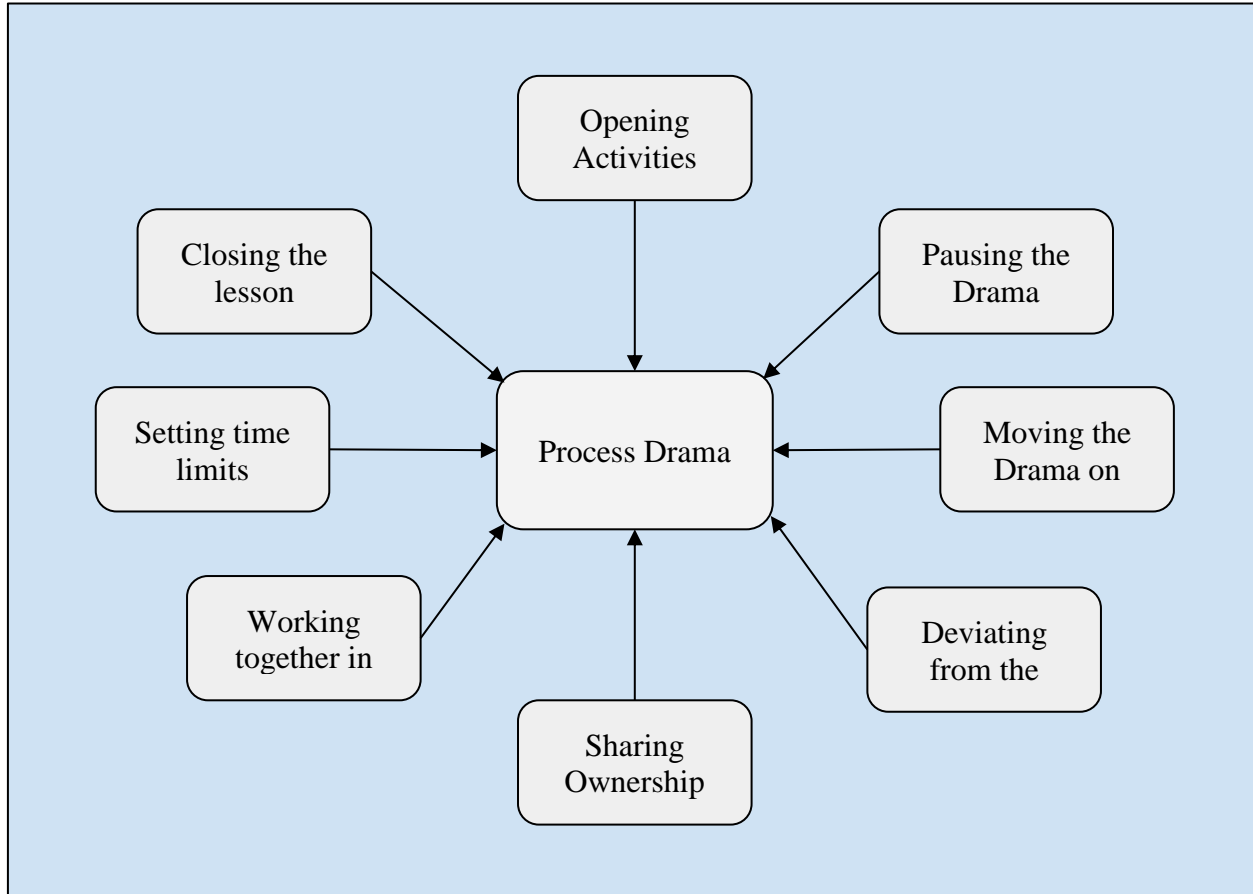 Opening
Activities
Closing the
lesson
Pausing the
Drama
Setting time
limits
Process Drama
Moving the
Drama on
Working
together in
Deviating
from the
Sharing
Ownership